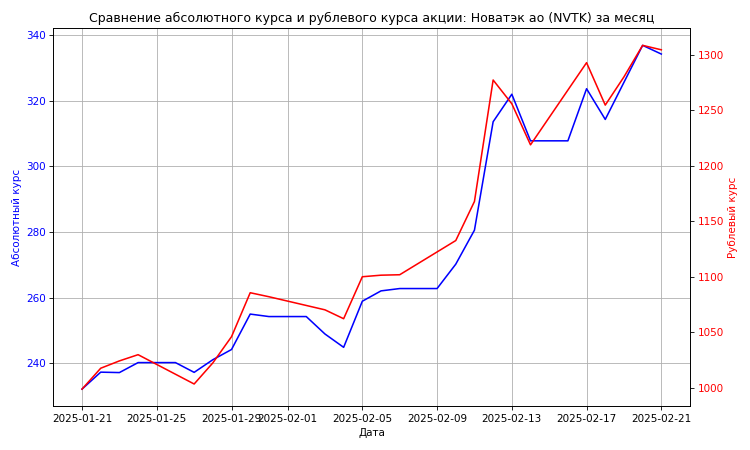 Сравнение абсолютного курса и рублевого курса акции: Новатэк ао (NVTK) за месяц
340
320
300
280
260
240
Абсолютный курс
1300
1250
1200
1150
1100
1050
1000
Рублевый курс
2025-01-21 2025-01-25 2025-01-29 2025-02-01 2025-02-05 2025-02-09 2025-02-13 2025-02-17 2025-02-21
Дата